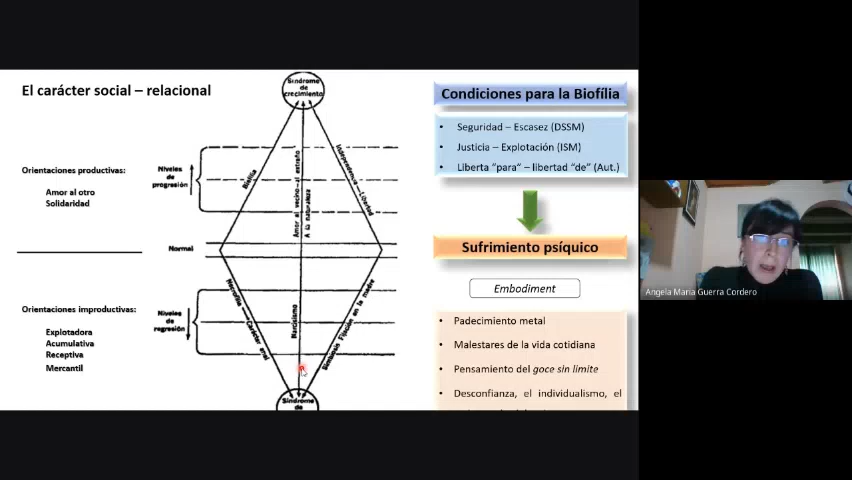 El carácter social – relacional
Síndrome
de
crecimiento
Orientaciones productivas:
Amor al otro
Solidaridad
Niveles
de
progresión
Biofilia
Amor al vecino—al extraño
A la naturaleza
Independencia—Libertad
Normal
Orientaciones improductivas:
Explotadora
Acumulativa
Receptiva
Mercantil
Niveles
de
regresión
Necrofilia—Carácter anal
Narcisismo
Simbiosis Fijación en la madre
Síndrome
de
Condiciones para la Biofília
• Seguridad – Escasez (DSSM)
• Justicia – Explotación (ISM)
• Liberta “para” – libertad “de” (Aut.)
Sufrimiento psíquico
Embodiment
• Padecimiento metal
• Malestares de la vida cotidiana
• Pensamiento del goce sin limite
• Desconfianza, el individualismo, el
Angela Maria Guerra Cordero